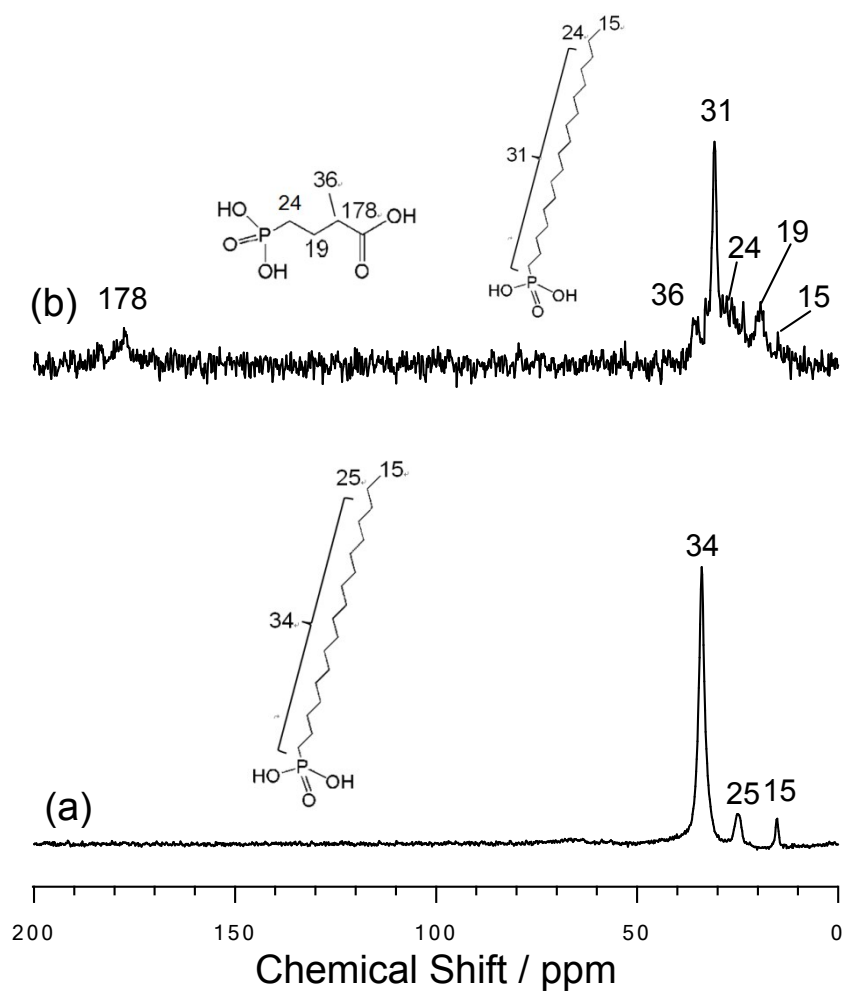 24 15
31
HO P OH
O
36
HO 24 178 OH
O P 19
OH O
31
24
19
36
15
(b) 178
25 15
34
HO P OH
O
34
25 15
(a)
200 150 100 50 0
Chemical Shift / ppm